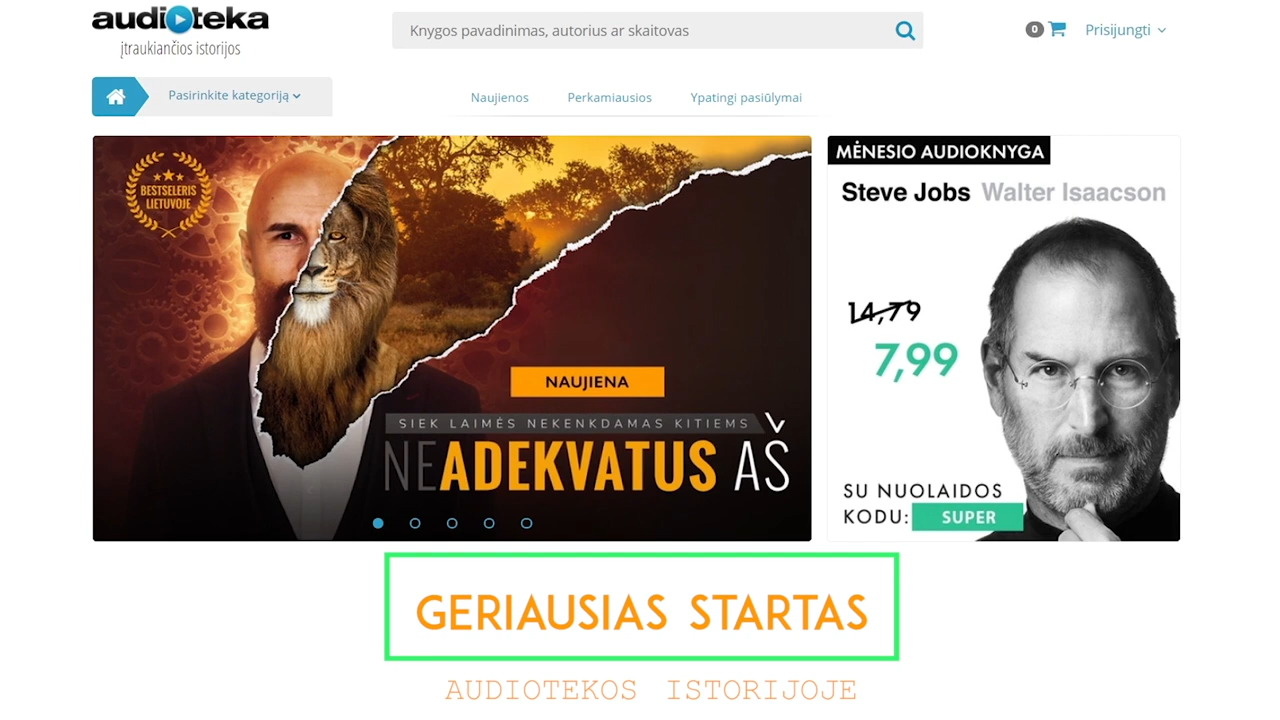 audioteka
įtraukiančios istorijos
Knygos pavadinimas, autorius ar skaitovas
0
Prisijungti
Pasirinkite kategoriją
Naujienos
Perkamiausios
Ypatingi pasiūlymai
BESTSELERIS
LIETUVOJE
NAUJIENA
SIEK LAIMĖS NEKENKDAMAS KITIEMS
NEADEKVATUS AŠ
MĖNESIO AUDIOKNYGA
Steve Jobs Walter Isaacson
14,79
7,99
SU NUOLAIDOS
KODU: SUPER
GERIAUSIAS STARTAS
AUDIOTEKOS ISTORIJOJE